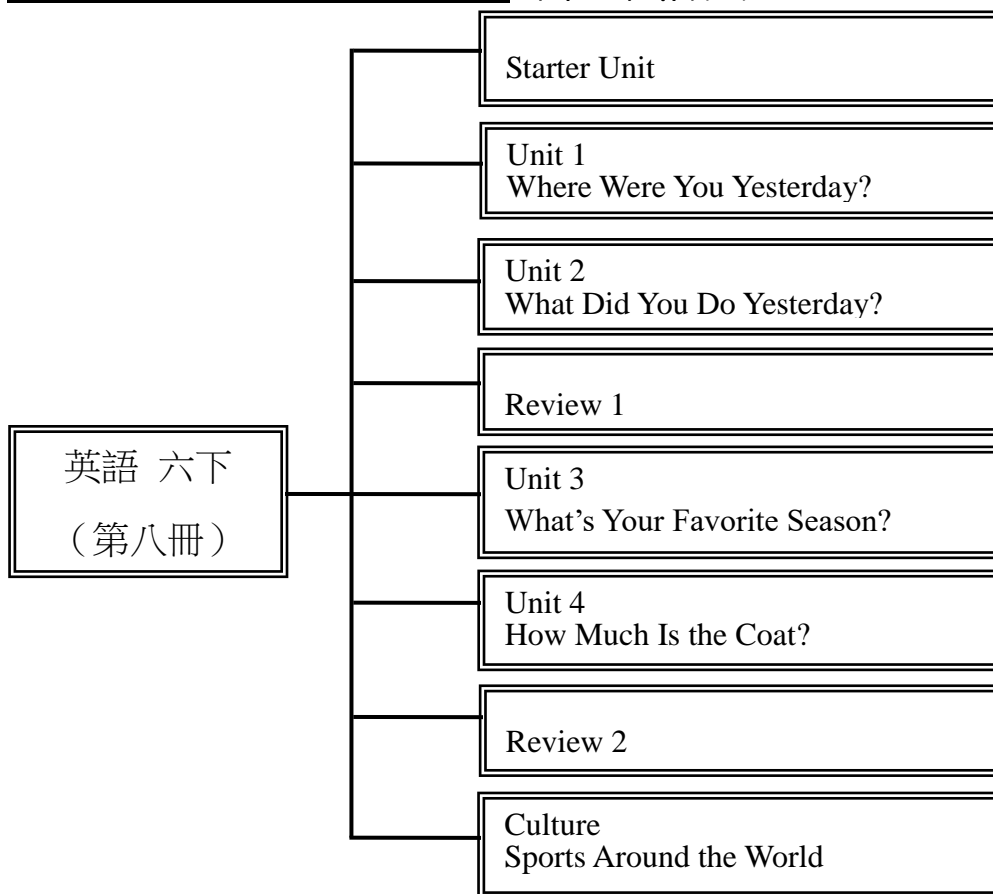 Starter Unit
Unit 1
Where Were You Yesterday?
Unit 2
What Did You Do Yesterday?
Review 1
英語 六下
（第八冊）
Unit 3
What’s Your Favorite Season?
Unit 4
How Much Is the Coat?
Review 2
Culture
Sports Around the World